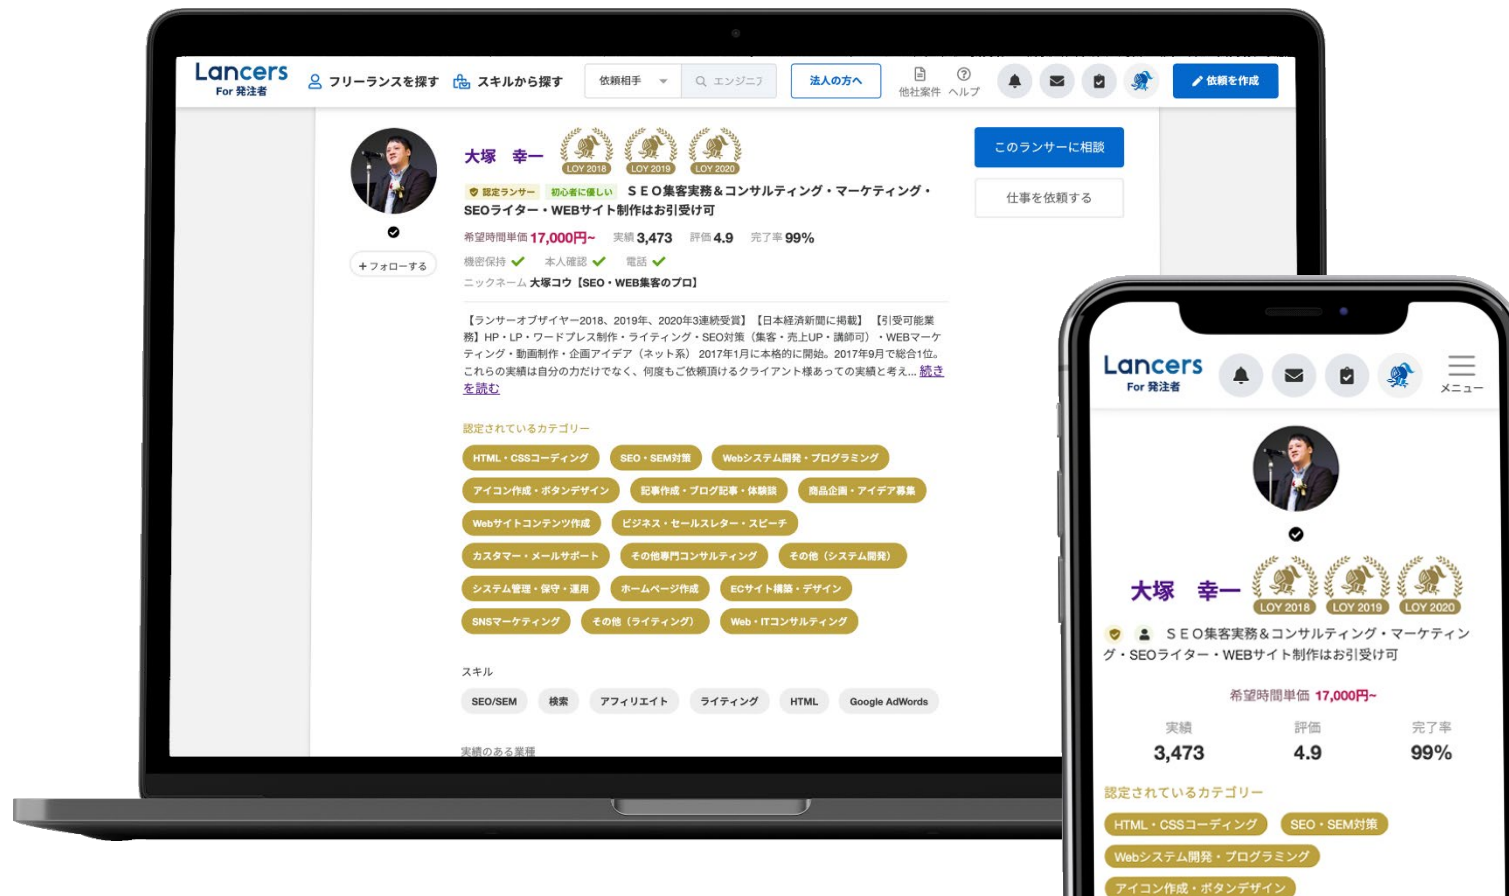 Lancers
For 発注者
フリーランスを探す
スキルから探す
依頼相手
エンジニア
法人の方へ
他社案件
ヘルプ
依頼を作成
大塚 幸一
LOY 2018
LOY 2019
LOY 2020
このランサーに相談
仕事を依頼する
+フォローする
認定ランサー 初心者に優しい ＳＥＯ集客実務＆コンサルティング・マーケティング・
SEOライター・WEBサイト制作はお引受け可
希望時間単価 17,000円~ 実績 3,473 評価 4.9 完了率 99%
機密保持 本人確認 電話
ニックネーム 大塚コウ【SEO・WEB集客のプロ】
【ランサーオブザイヤー2018、2019年、2020年3連続受賞】【日本経済新聞に掲載】 【引受可能業
務】HP・LP・ワードプレス制作・ライティング・SEO対策（集客・売上UP・講師可）・WEBマーケ
ティング・動画制作・企画アイデア（ネット系） 2017年1月に本格的に開始。2017年9月で総合1位。
これらの実績は自分の力だけでなく、何度もご依頼頂けるクライアント様あっての実績と考え... 続き
を読む
認定されているカテゴリー
HTML・CSSコーディング SEO・SEM対策 Webシステム開発・プログラミング
アイコン作成・ボタンデザイン 記事作成・ブログ記事・体験談 商品企画・アイデア募集
Webサイトコンテンツ作成 ビジネス・セールスレター・スピーチ
カスタマー・メールサポート その他専門コンサルティング その他（システム開発）
システム管理・保守・運用 ホームページ作成 ECサイト構築・デザイン
SNSマーケティング その他（ライティング） Web・ITコンサルティング
スキル
SEO/SEM 検索 アフィリエイト ライティング HTML Google AdWords
実績のある業種
Lancers
For 発注者
メニュー
大塚 幸一
LOY 2018
LOY 2019
LOY 2020
ＳＥＯ集客実務＆コンサルティング・マーケティン
グ・SEOライター・WEBサイト制作はお引受け可
希望時間単価 17,000円~
実績 評価 完了率
3,473 4.9 99%
認定されているカテゴリー
HTML・CSSコーディング SEO・SEM対策
Webシステム開発・プログラミング
アイコン作成・ボタンデザイン